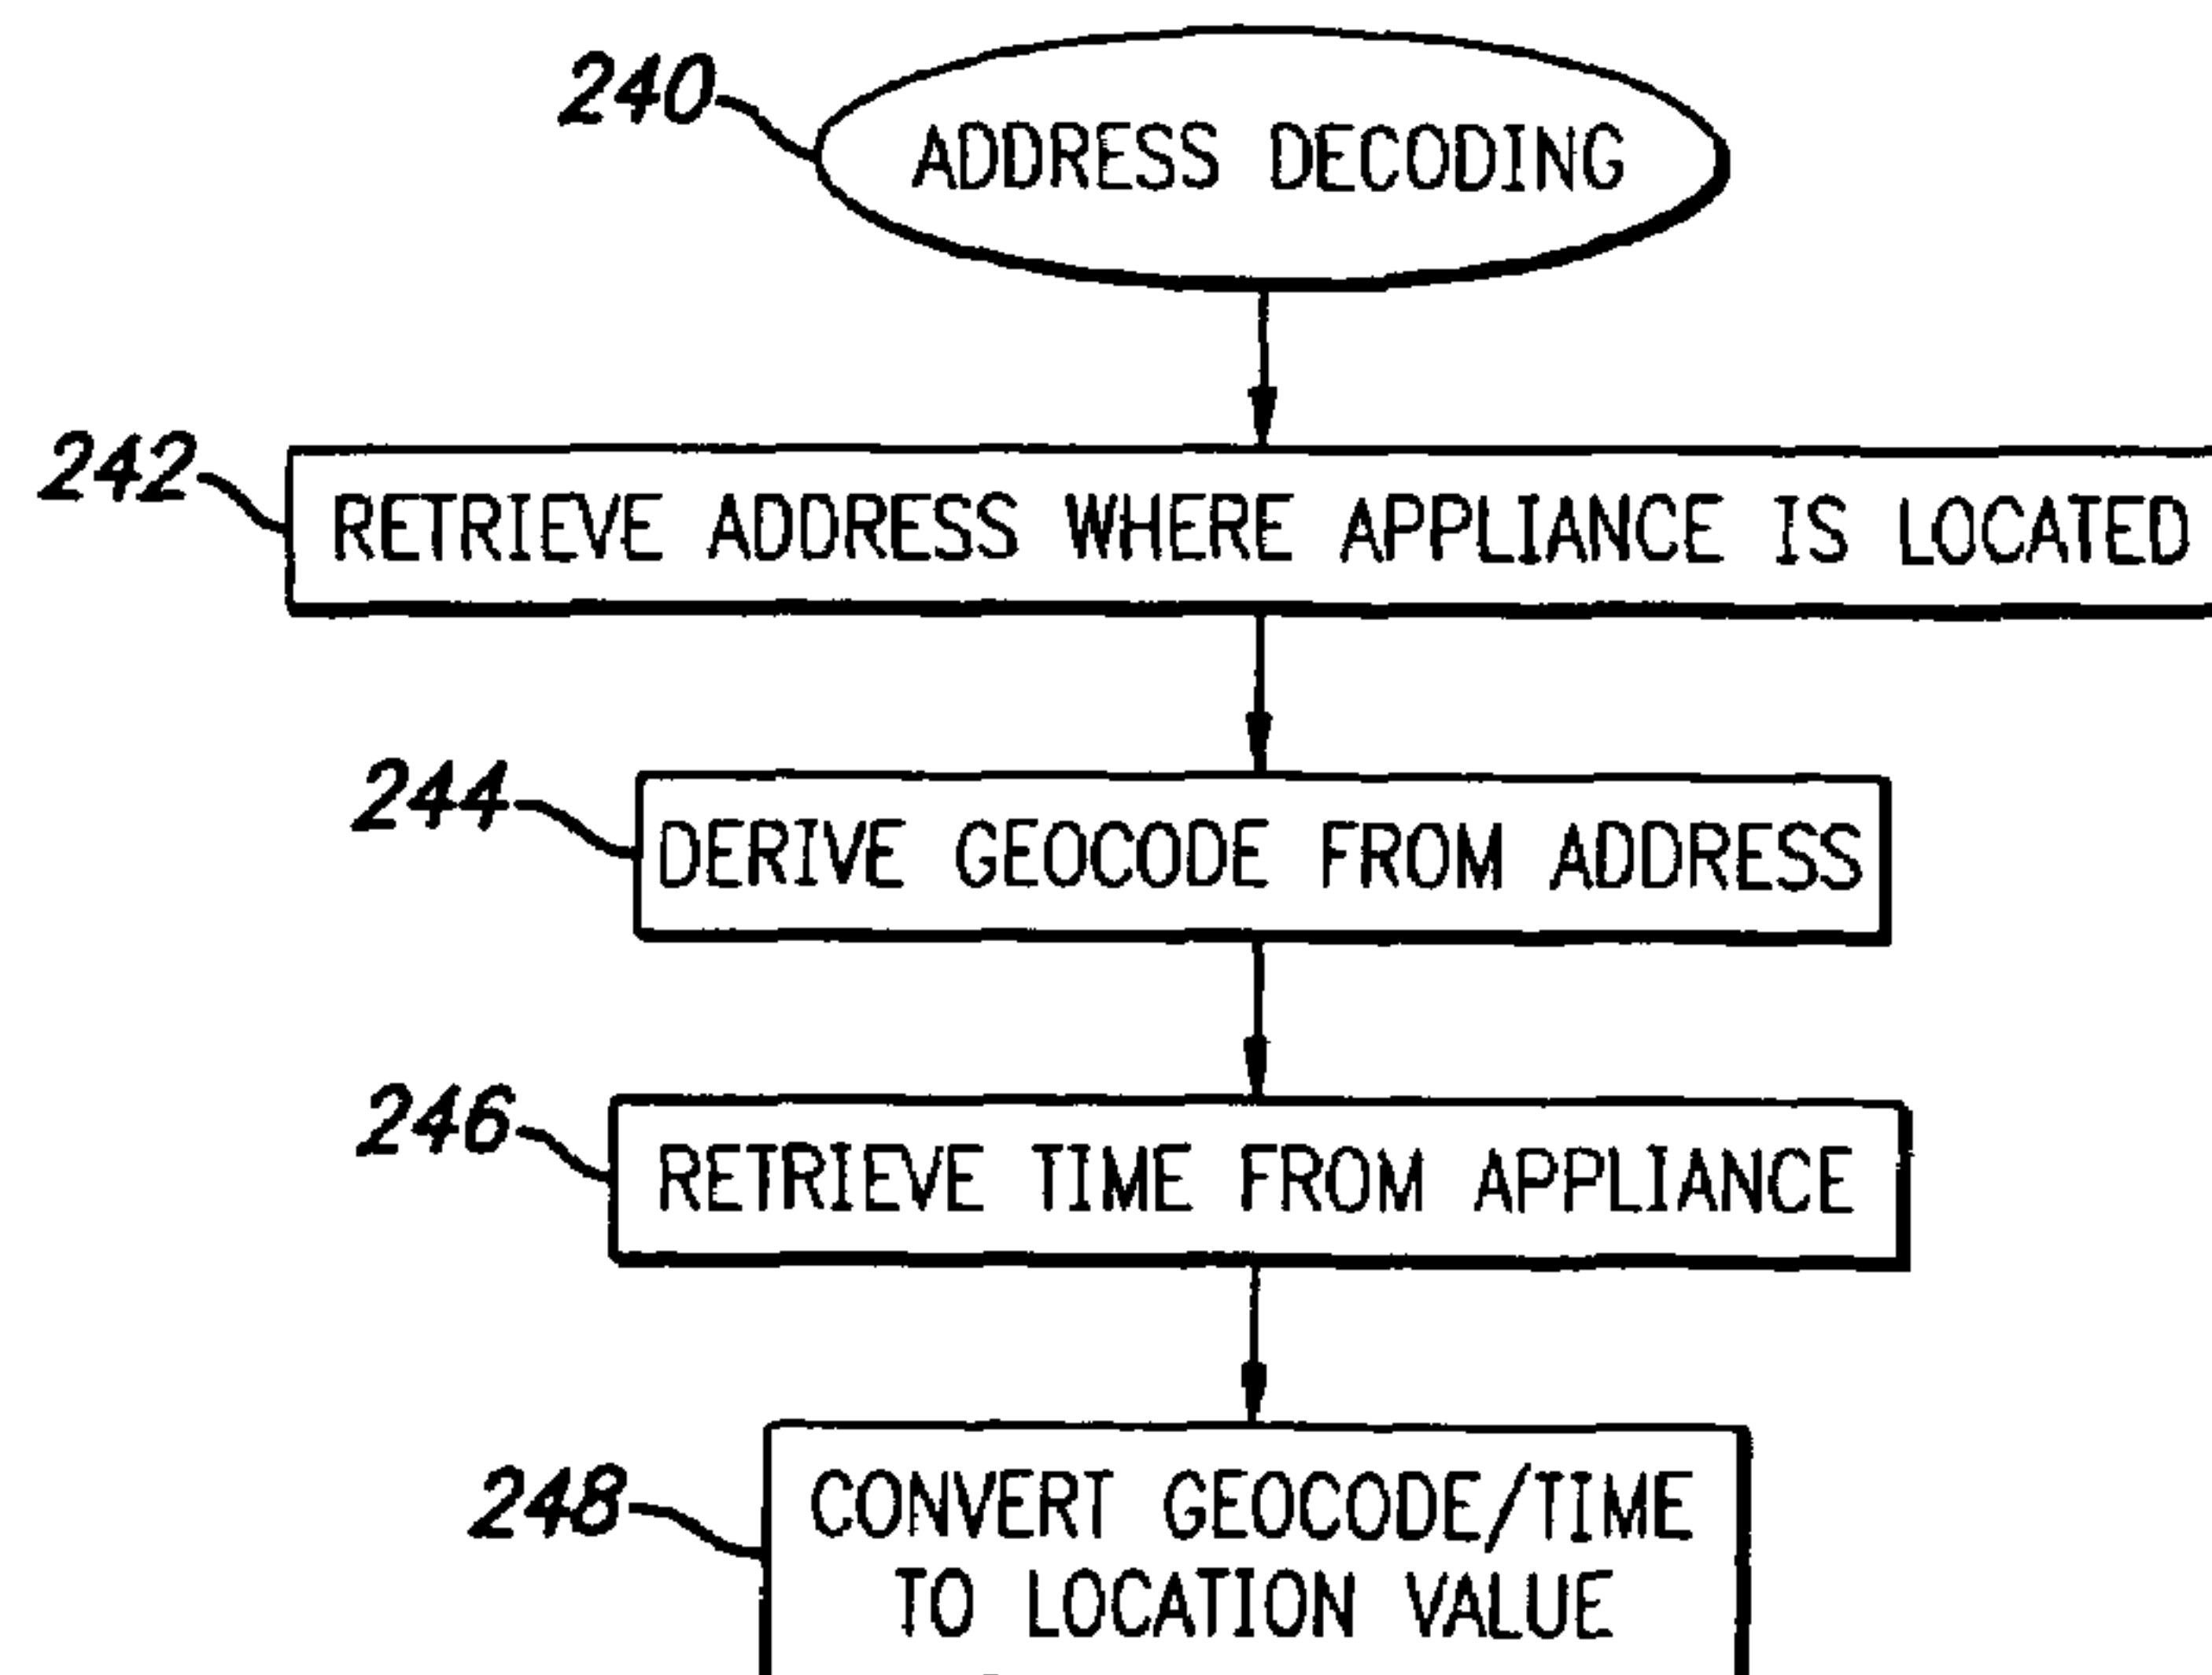 240
ADDRESS DECODING
242
RETRIEVE ADDRESS WHERE APPLIANCE IS LOCATED
244
DERIVE GEOCODE FROM ADDRESS
246
RETRIEVE TIME FROM APPLIANCE
248
CONVERT GEOCODE/TIME
TO LOCATION VALUE